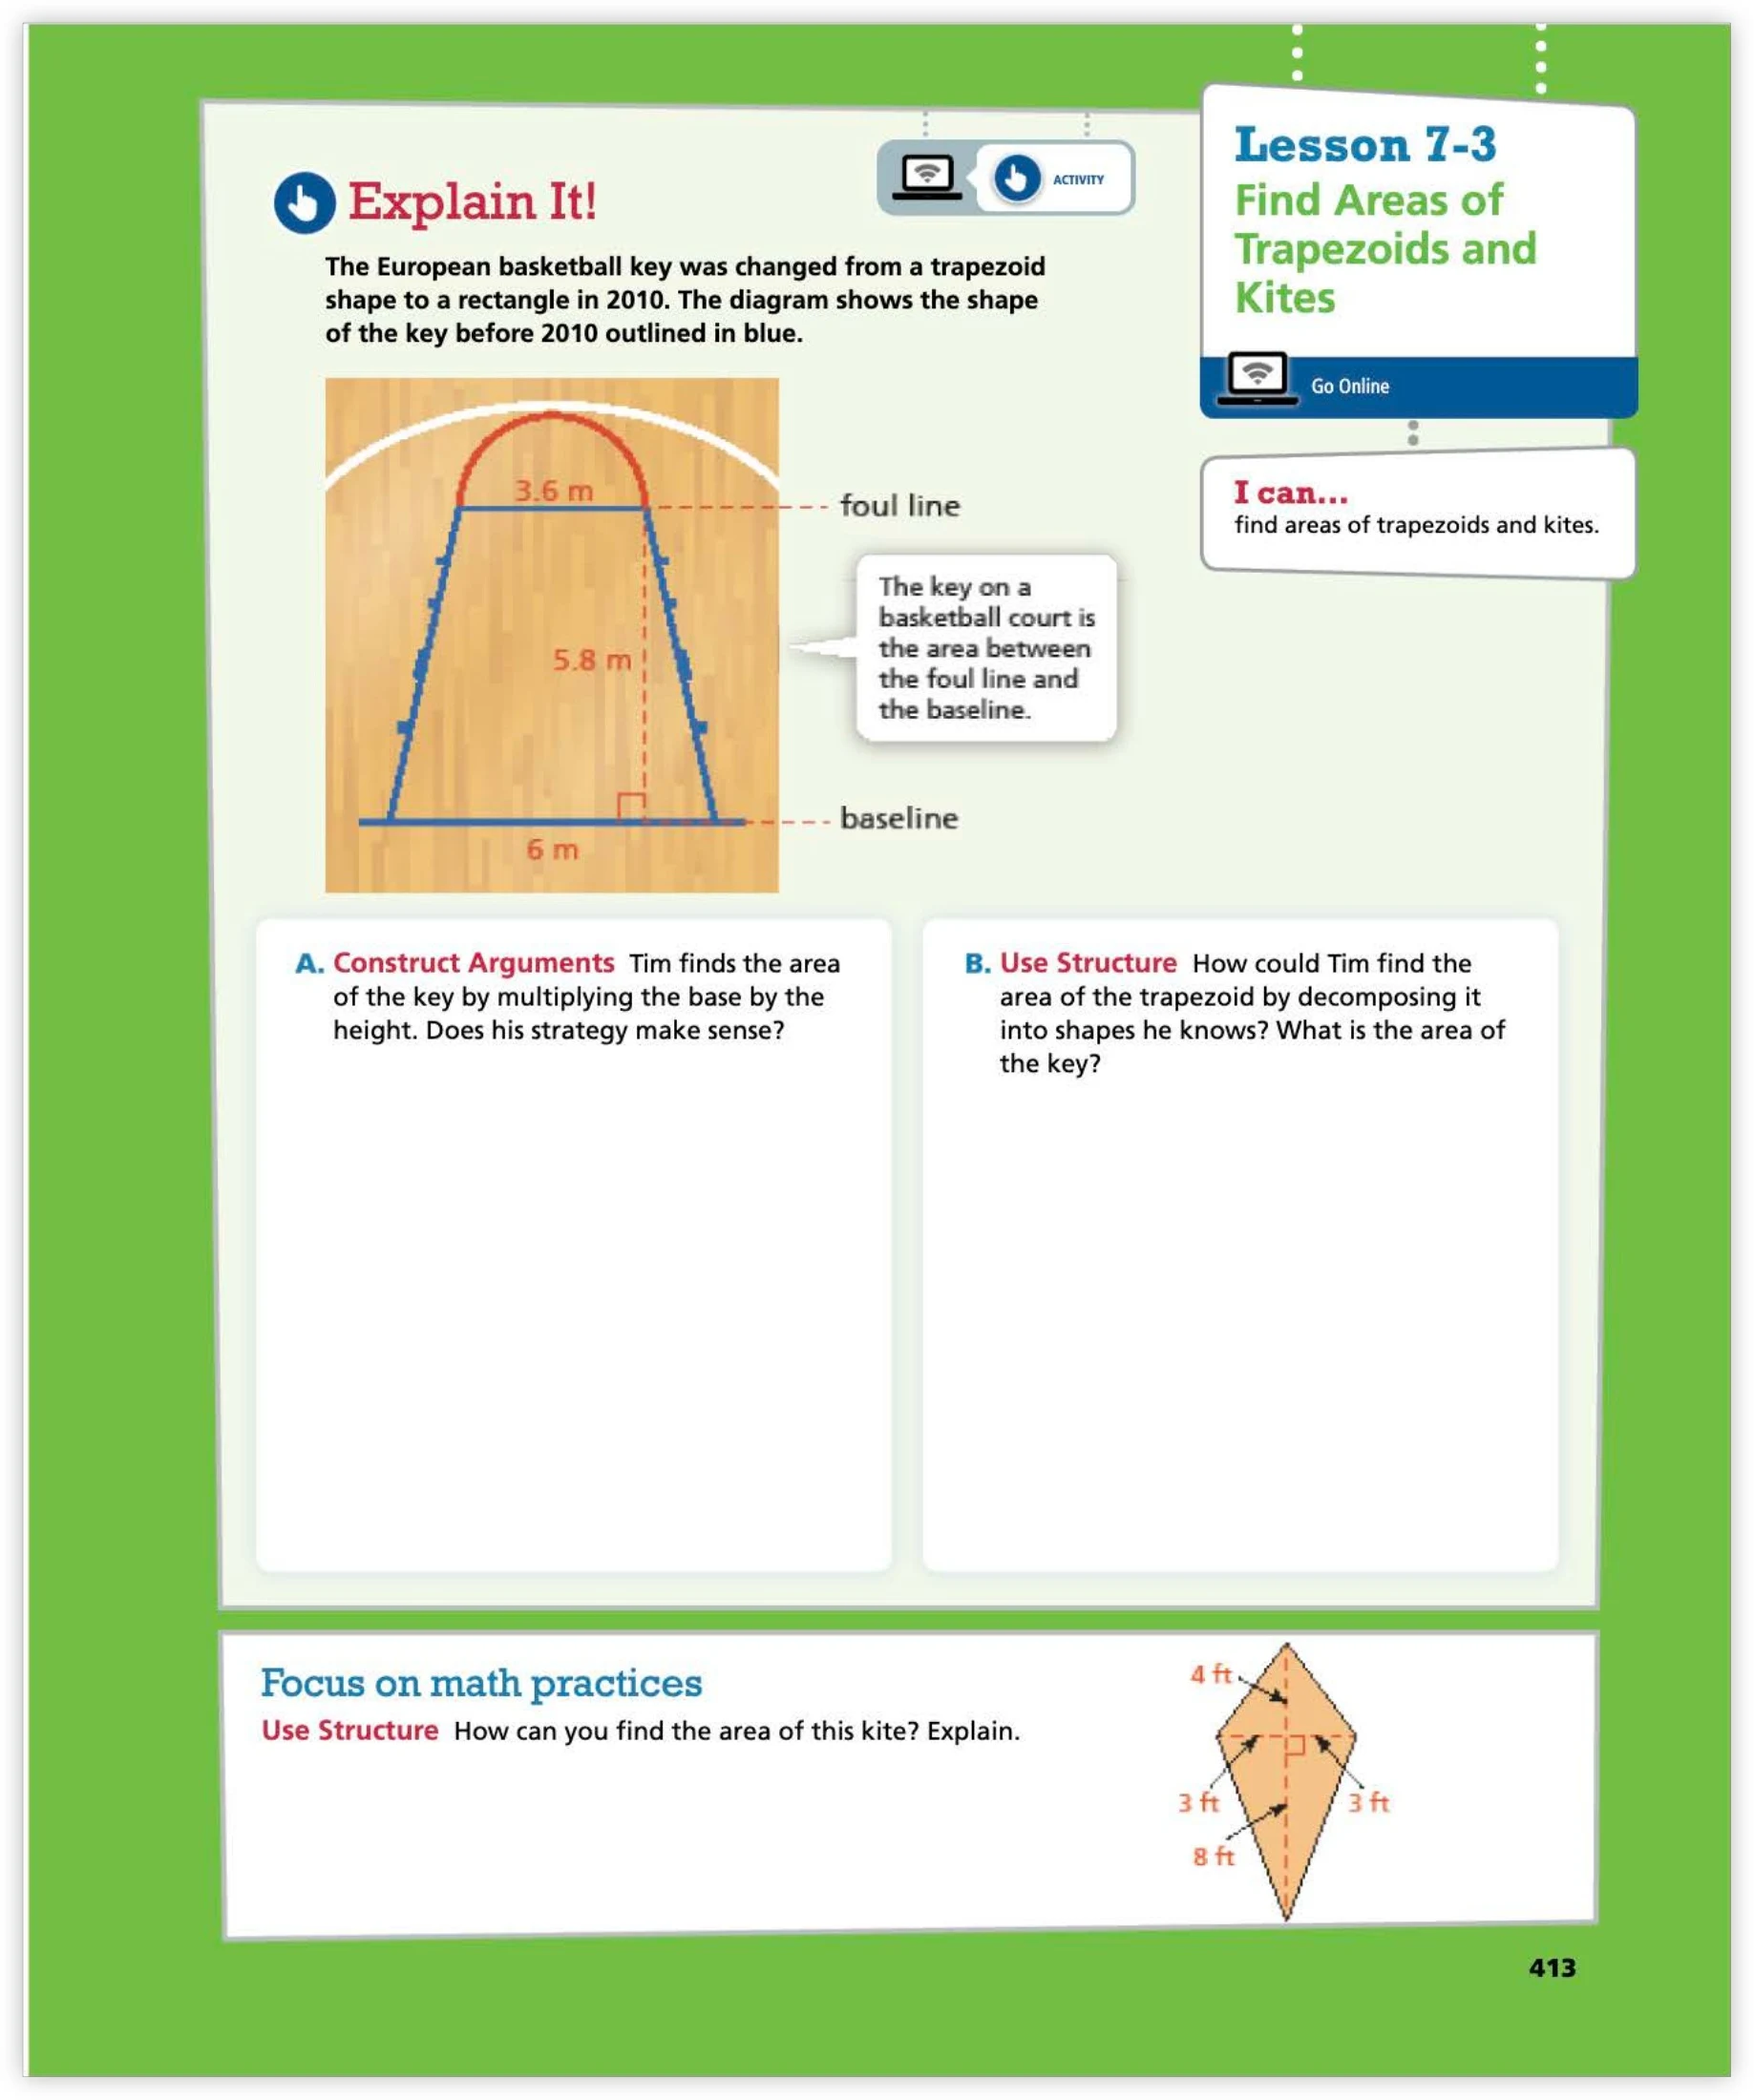 Lesson 7-3
Find Areas of
Trapezoids and
Kites
Go Online
I can...
find areas of trapezoids and kites.
Explain It!
ACTIVITY
The European basketball key was changed from a trapezoid
shape to a rectangle in 2010. The diagram shows the shape
of the key before 2010 outlined in blue.
3.6 m
foul line
The key on a
basketball court is
the area between
the foul line and
the baseline.
5.8 m
baseline
6 m
A. Construct Arguments Tim finds the area
of the key by multiplying the base by the
height. Does his strategy make sense?
B. Use Structure How could Tim find the
area of the trapezoid by decomposing it
into shapes he knows? What is the area of
the key?
Focus on math practices
Use Structure How can you find the area of this kite? Explain.
4 ft
3 ft
3 ft
8 ft
413